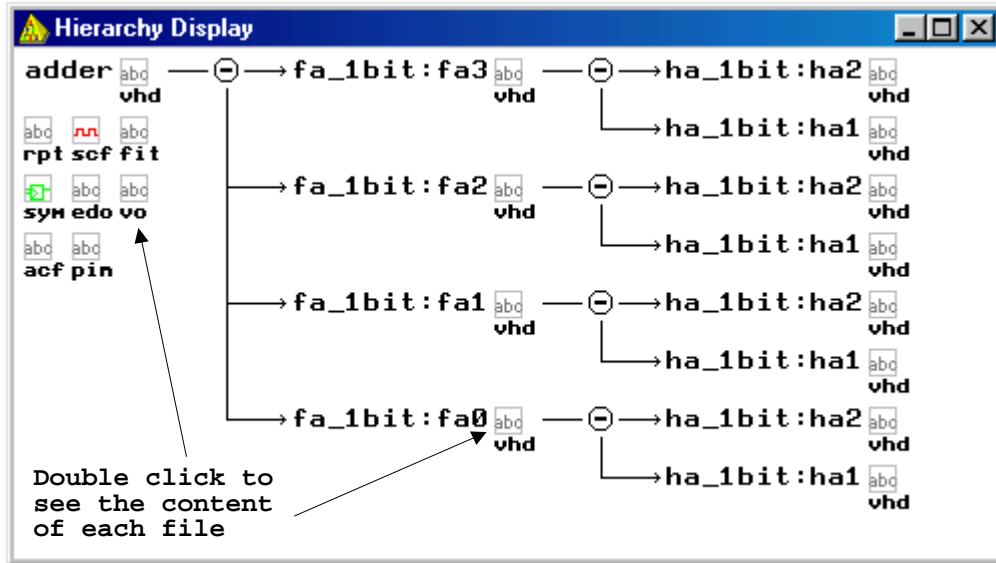 Hierarchy Display
adder abc fa_1bit:fa3 abc ha_1bit:ha2 abc
vhd vhd vhd
abc abc ha_1bit:ha1 abc
rpt scf fit vhd
abc abc fa_1bit:fa2 abc ha_1bit:ha2 abc
sym edo vo vhd vhd
abc abc ha_1bit:ha1 abc
acf pin vhd
fa_1bit:fa1 abc ha_1bit:ha2 abc
vhd vhd
ha_1bit:ha1 abc
vhd
fa_1bit:fa0 abc ha_1bit:ha2 abc
vhd vhd
Double click to ha_1bit:ha1 abc
see the content vhd
of each file